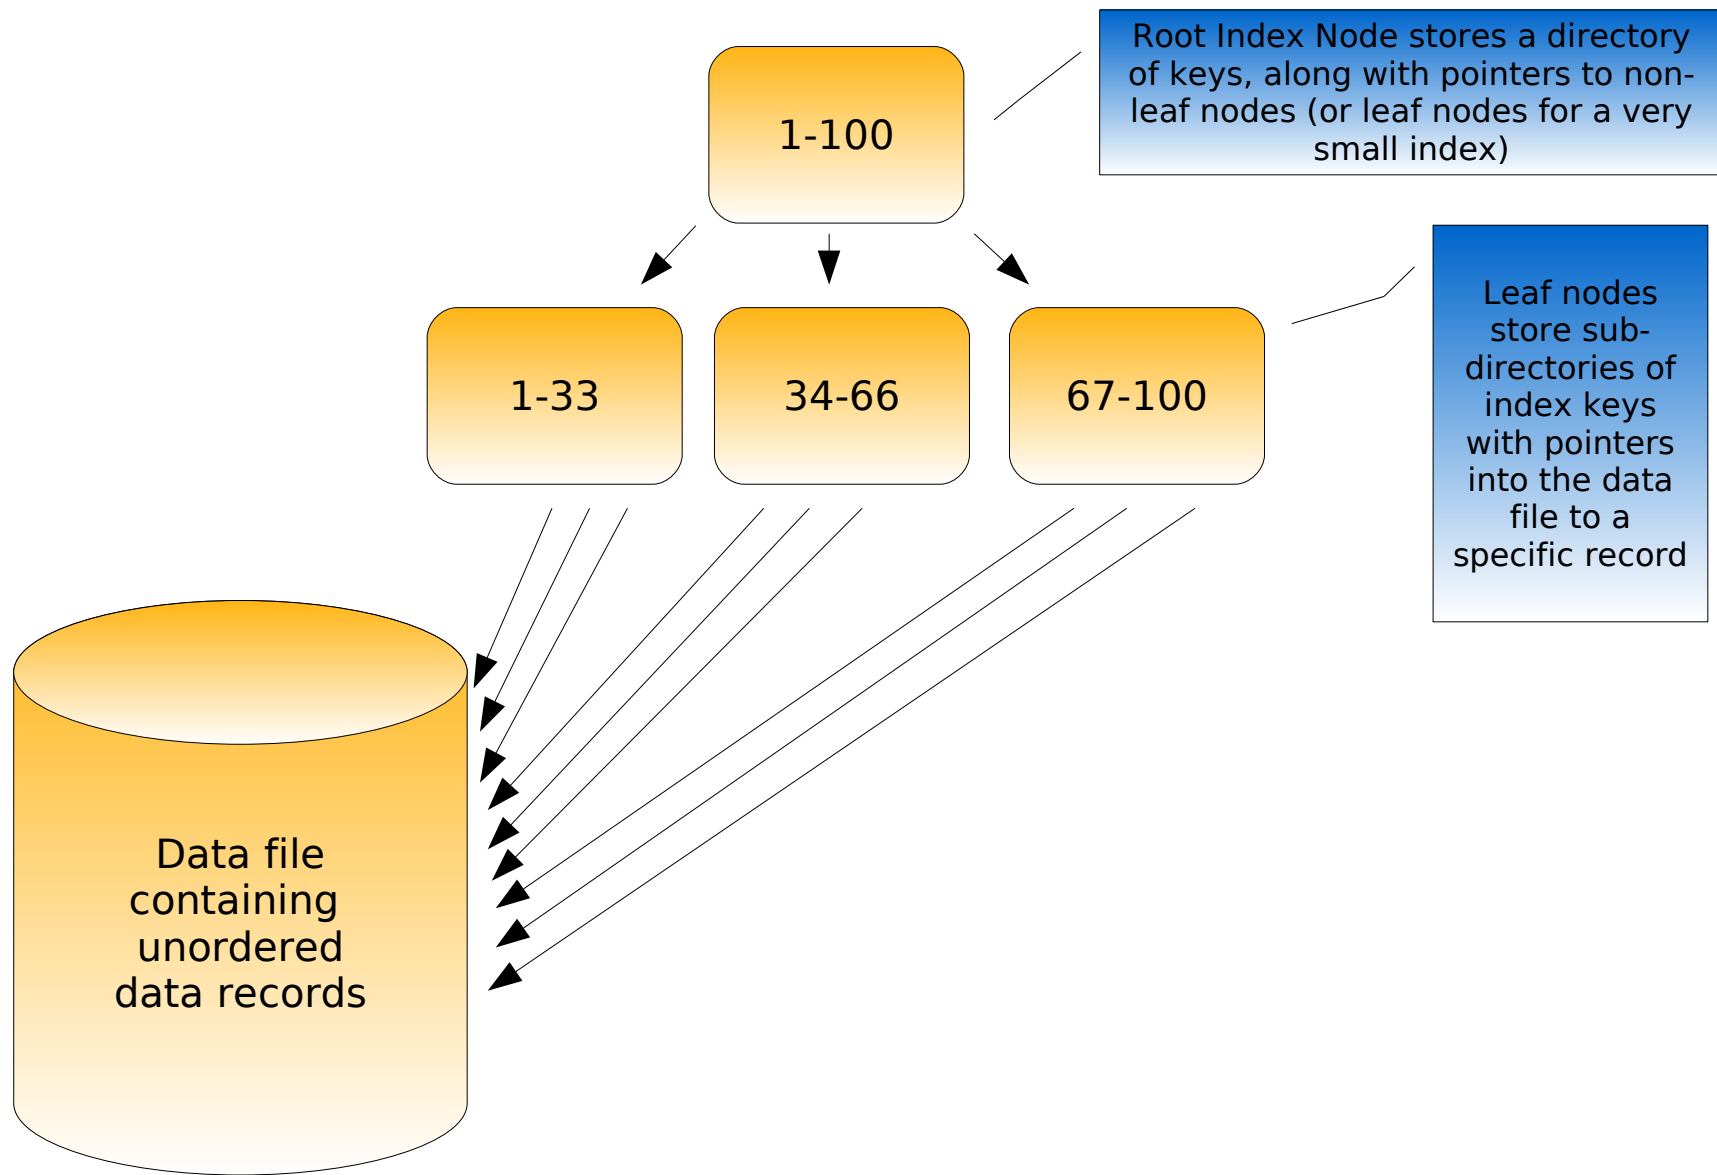 1-100
Root Index Node stores a directory
of keys, along with pointers to non-
leaf nodes (or leaf nodes for a very
small index)
1-33
34-66
67-100
Leaf nodes
store sub-
directories of
index keys
with pointers
into the data
file to a
specific record
Data file
containing
unordered
data records